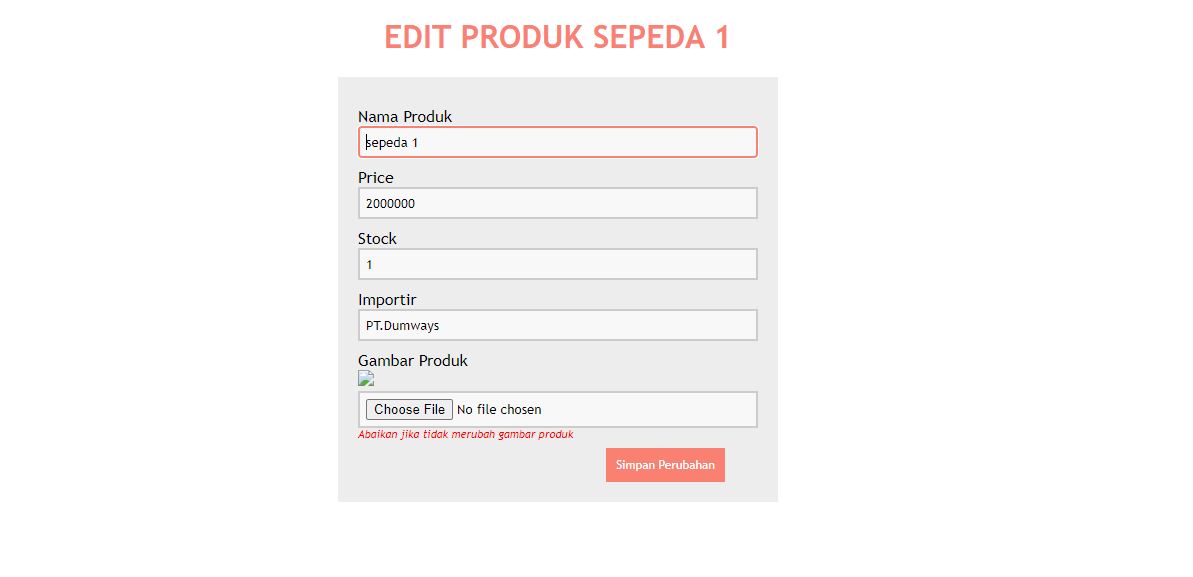 EDIT PRODUK SEPEDA 1
Nama Produk
sepeda 1
Price
2000000
Stock
1
Importir
PT.Dumways
Gambar Produk
Choose File No file chosen
Abaikan jika tidak merubah gambar produk
Simpan Perubahan